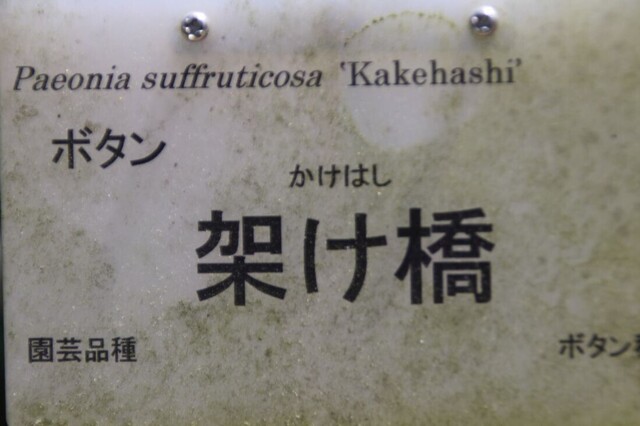 Paeonia suffruticosa 'Kakehashi'
ボタン
かけはし
架け橋
園芸品種
ボタン